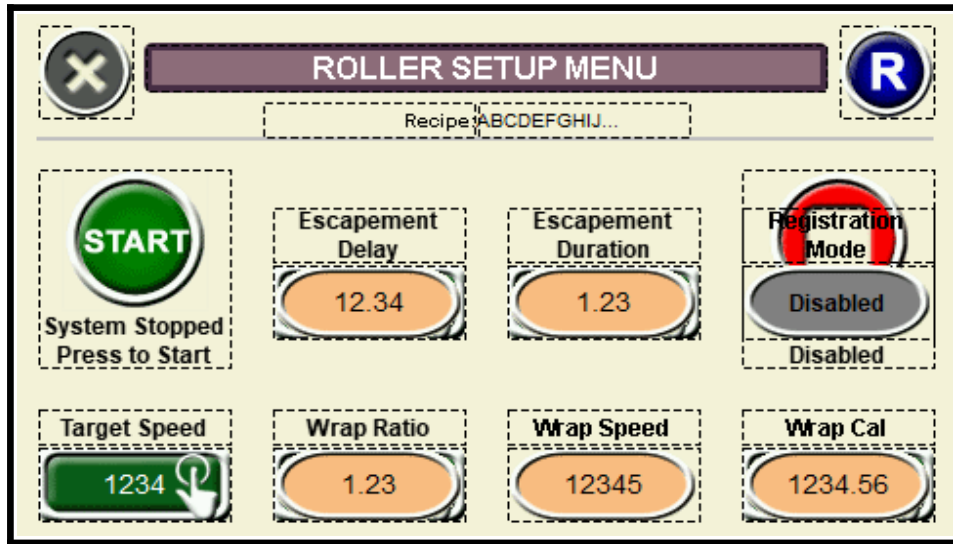 X
ROLLER SETUP MENU
R
Recipe:
ABCDEFGHIJ...
START
System Stopped
Press to Start
Escapement
Delay
12.34
Escapement
Duration
1.23
Registration
Mode
Disabled
Disabled
Target Speed
1234
Wrap Ratio
1.23
Wrap Speed
12345
Wrap Cal
1234.56